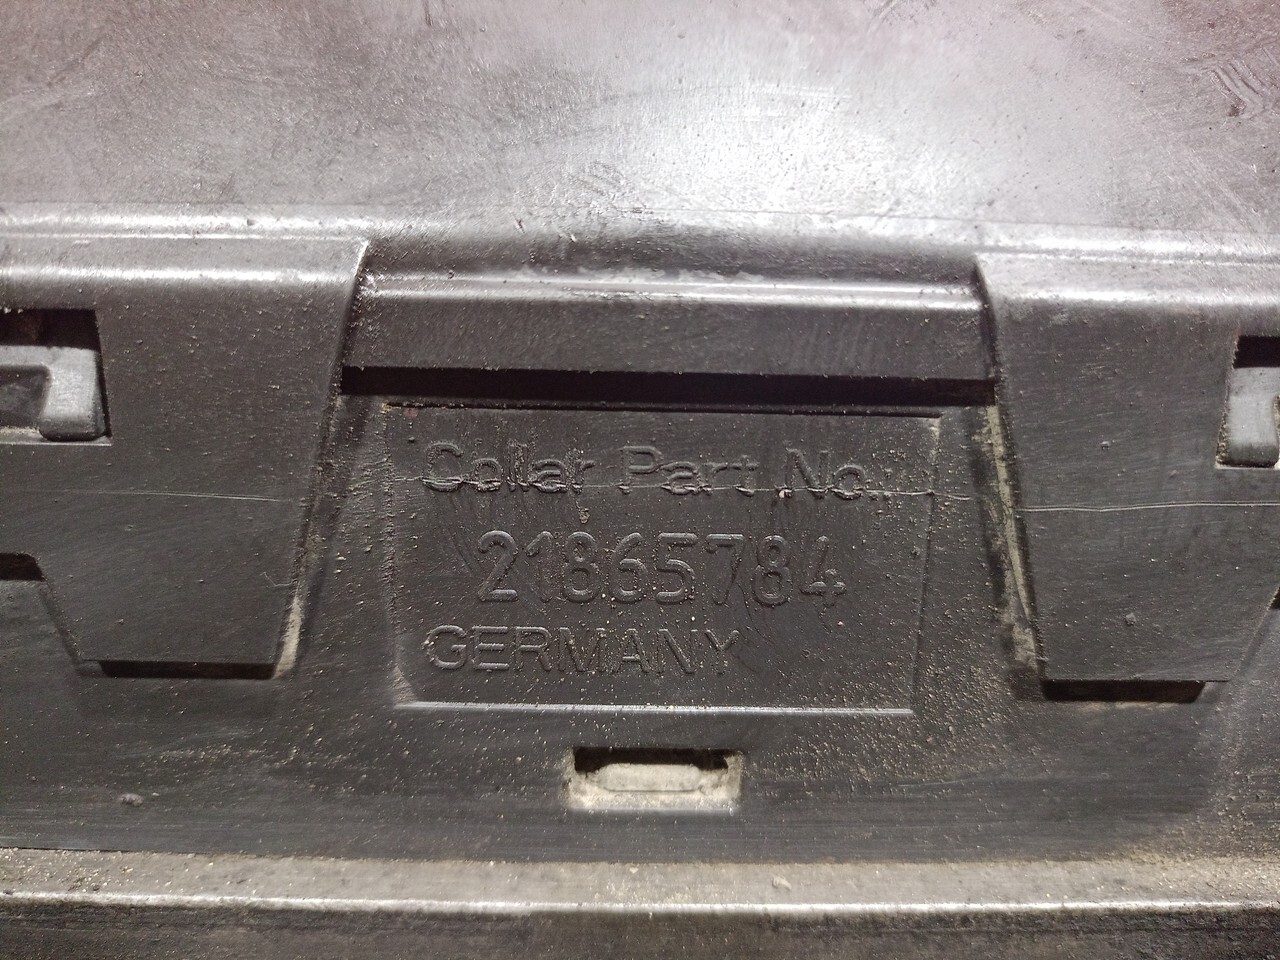 Collar Part No.:
21865784
GERMANY